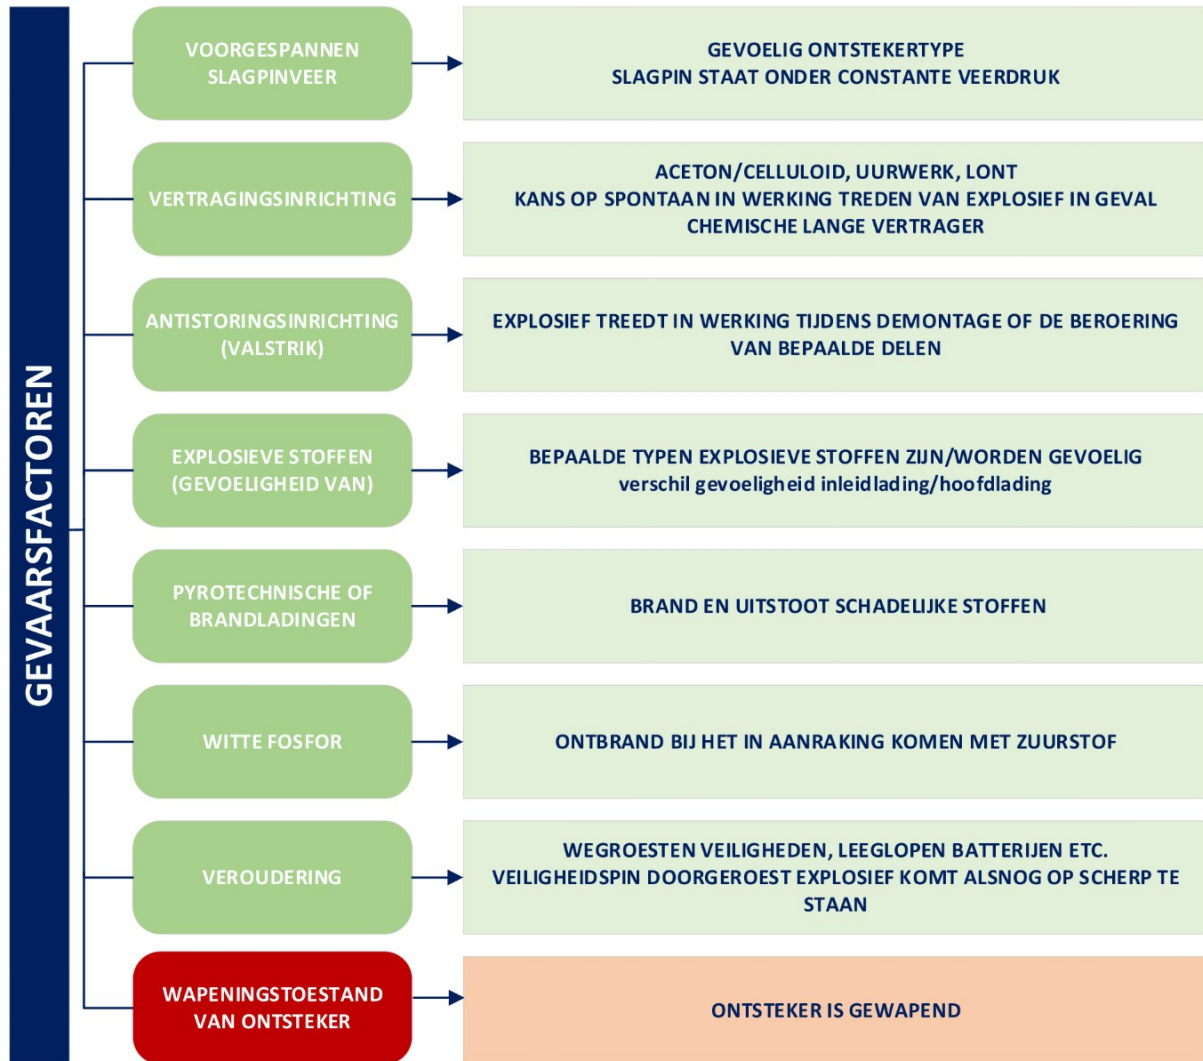 GEVAARSFACTOREN
VOORGESPANNEN
SLAGPINVEER
GEVOELIG ONTSTEKERTYPE
SLAGPIN STAAT ONDER CONSTANTE VEERDRUK
VERTRAGINGSINRICHTING
ACETON/CELLULOID, UURWERK, LONT
KANS OP SPONTAAN IN WERKING TREDEN VAN EXPLOSIEF IN GEVAL
CHEMISCHE LANGE VERTRAGER
ANTISTORINGSINRICHTING
(VALSTRIK)
EXPLOSIEF TREEDT IN WERKING TIJDENS DEMONTAGE OF DE BEROERING
VAN BEPAALDE DELEN
EXPLOSIEVE STOFFEN
(GEVOELIGHEID VAN)
BEPAALDE TYPEN EXPLOSIEVE STOFFEN ZIJN/WORDEN GEVOELIG
verschil gevoeligheid inleidlading/hoofdlading
PYROTECHNISCHE OF
BRANDLADINGEN
BRAND EN UITSTOOT SCHADELIJKE STOFFEN
WITTE FOSFOR
ONTBRAND BIJ HET IN AANRAKING KOMEN MET ZUURSTOF
VEROUDERING
WEGROESTEN VEILIGHEDEN, LEEGLOPEN BATTERIJEN ETC.
VEILIGHEIDSPIN DOORGEROEST EXPLOSIEF KOMT ALSNOG OP SCHERP TE
STAAN
WAPENINGSTOESTAND
VAN ONTSTEKER
ONTSTEKER IS GEWAPEND